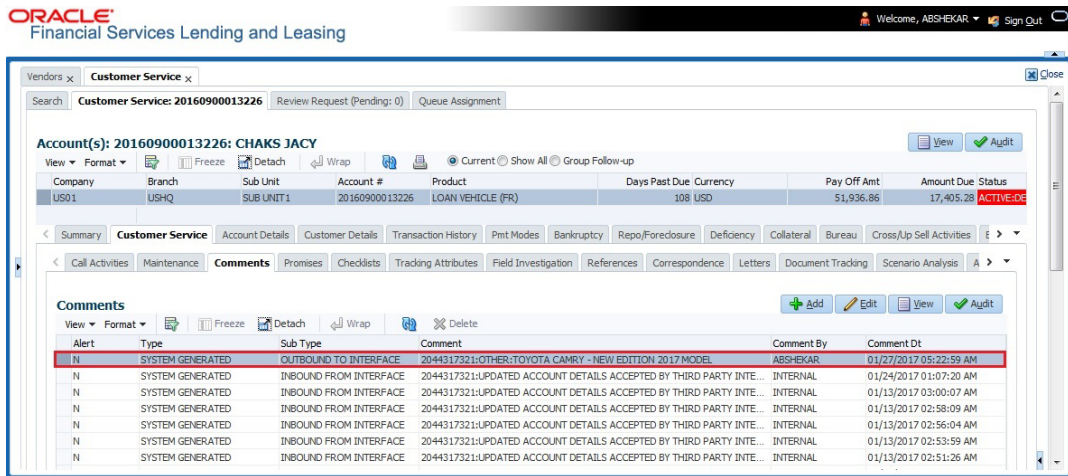 ORACLE
Financial Services Lending and Leasing
Welcome, ABSHEKAR Sign Out
Vendors x Customer Service x
Close
Search Customer Service: 20160900013226 Review Request (Pending: 0) Queue Assignment
Account(s): 20160900013226: CHAKS JACY
View Audit
View Format Freeze Detach Wrap Current Show All Group Follow-up
Company Branch Sub Unit Account # Product Days Past Due Currency Pay Off Amt Amount Due Status
US01 USHQ SUB UNIT1 20160900013226 LOAN VEHICLE (FR) 108 USD 51,936.86 17,405.28 ACTIVE:DE
Summary Customer Service Account Details Customer Details Transaction History Pmt Modes Bankruptcy Repo/Foreclosure Deficiency Collateral Bureau Cross/Up Sell Activities
Call Activities Maintenance Comments Promises Checklists Tracking Attributes Field Investigation References Correspondence Letters Document Tracking Scenario Analysis A
Comments
Add Edit View Audit
View Format Freeze Detach Wrap Delete
Alert Type Sub Type Comment Comment By Comment Dt
N SYSTEM GENERATED OUTBOUND TO INTERFACE 2044317321:OTHER:TOYOTA CAMRY - NEW EDITION 2017 MODEL ABSHEKAR 01/27/2017 05:22:59 AM
N SYSTEM GENERATED INBOUND FROM INTERFACE 2044317321:UPDATED ACCOUNT DETAILS ACCEPTED BY THIRD PARTY INTE... INTERNAL 01/24/2017 01:07:20 AM
N SYSTEM GENERATED INBOUND FROM INTERFACE 2044317321:UPDATED ACCOUNT DETAILS ACCEPTED BY THIRD PARTY INTE... INTERNAL 01/13/2017 03:00:07 AM
N SYSTEM GENERATED INBOUND FROM INTERFACE 2044317321:UPDATED ACCOUNT DETAILS ACCEPTED BY THIRD PARTY INTE... INTERNAL 01/13/2017 02:58:09 AM
N SYSTEM GENERATED INBOUND FROM INTERFACE 2044317321:UPDATED ACCOUNT DETAILS ACCEPTED BY THIRD PARTY INTE... INTERNAL 01/13/2017 02:56:04 AM
N SYSTEM GENERATED INBOUND FROM INTERFACE 2044317321:UPDATED ACCOUNT DETAILS ACCEPTED BY THIRD PARTY INTE... INTERNAL 01/13/2017 02:53:59 AM
N SYSTEM GENERATED INBOUND FROM INTERFACE 2044317321:UPDATED ACCOUNT DETAILS ACCEPTED BY THIRD PARTY INTE... INTERNAL 01/13/2017 02:51:26 AM